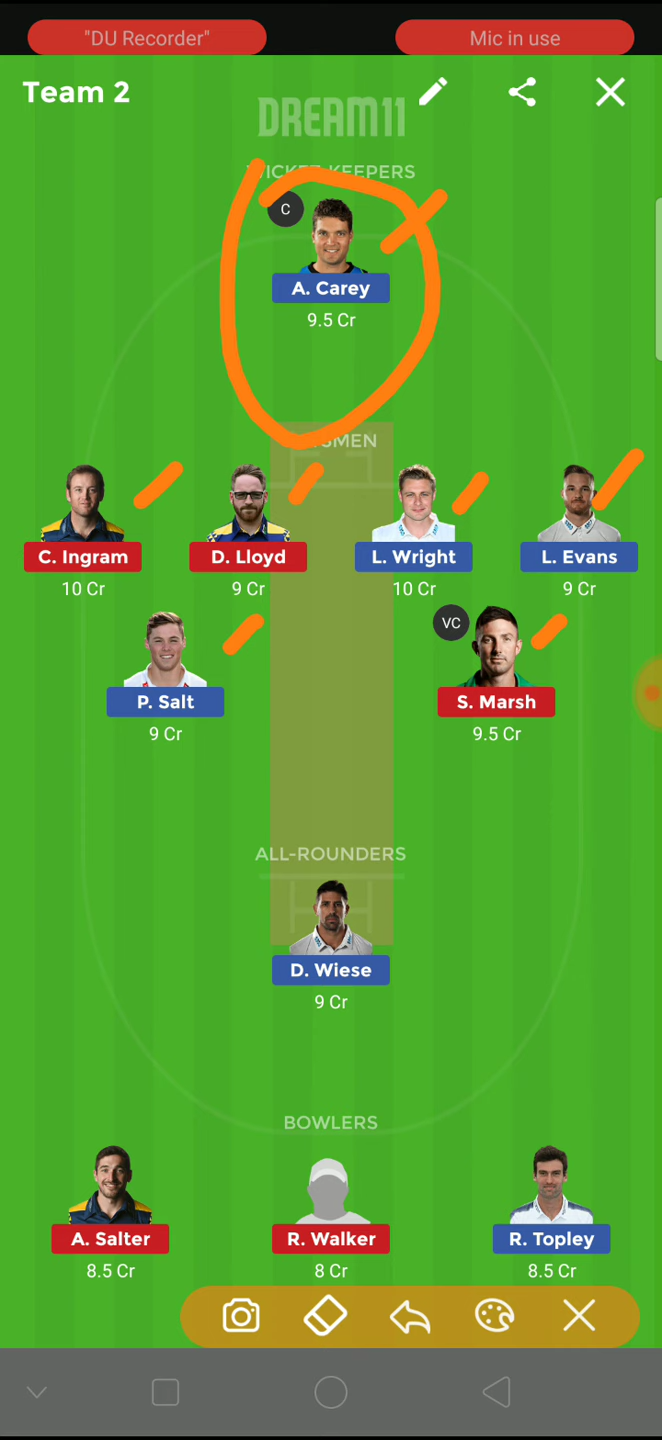 "DU Recorder" Mic in use
Team 2
DREAM11
WICKET-KEEPERS
C
A. Carey
9.5 Cr
C. Ingram D. Lloyd L. Wright L. Evans
10 Cr 9 Cr 10 Cr 9 Cr
VC
P. Salt S. Marsh
9 Cr 9.5 Cr
ALL-ROUNDERS
D. Wiese
9 Cr
BOWLERS
A. Salter R. Walker R. Topley
8.5 Cr 8 Cr 8.5 Cr